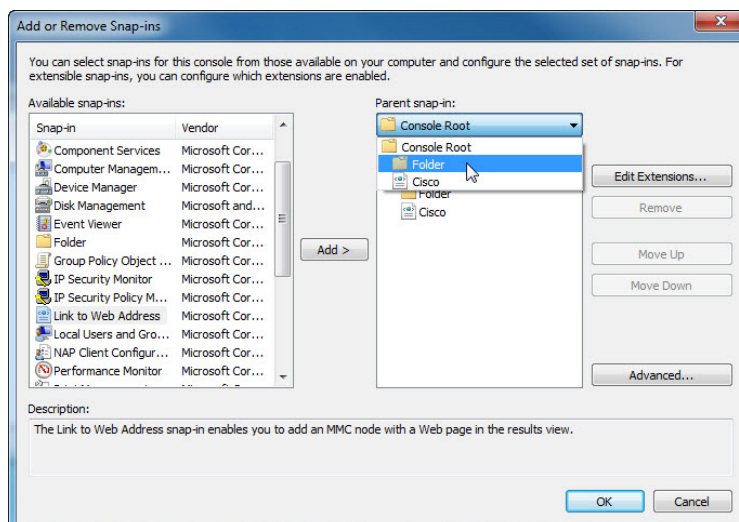 Add or Remove Snap-ins
You can select snap-ins for this console from those available on your computer and configure the selected set of snap-ins. For
extensible snap-ins, you can configure which extensions are enabled.
Available snap-ins:
Snap-in Vendor
Component Services Microsoft Cor...
Computer Managem... Microsoft Cor...
Device Manager Microsoft Cor...
Disk Management Microsoft and...
Event Viewer Microsoft Cor...
Folder Microsoft Cor...
Group Policy Object ... Microsoft Cor...
IP Security Monitor Microsoft Cor...
IP Security Policy M... Microsoft Cor...
Link to Web Address Microsoft Cor...
Local Users and Gro... Microsoft Cor...
NAP Client Configur... Microsoft Cor...
Performance Monitor Microsoft Cor...
Add >
Parent snap-in:
Console Root
Console Root
Folder
Cisco
Folder
Cisco
Edit Extensions...
Remove
Move Up
Move Down
Advanced...
Description:
The Link to Web Address snap-in enables you to add an MMC node with a Web page in the results view.
OK Cancel